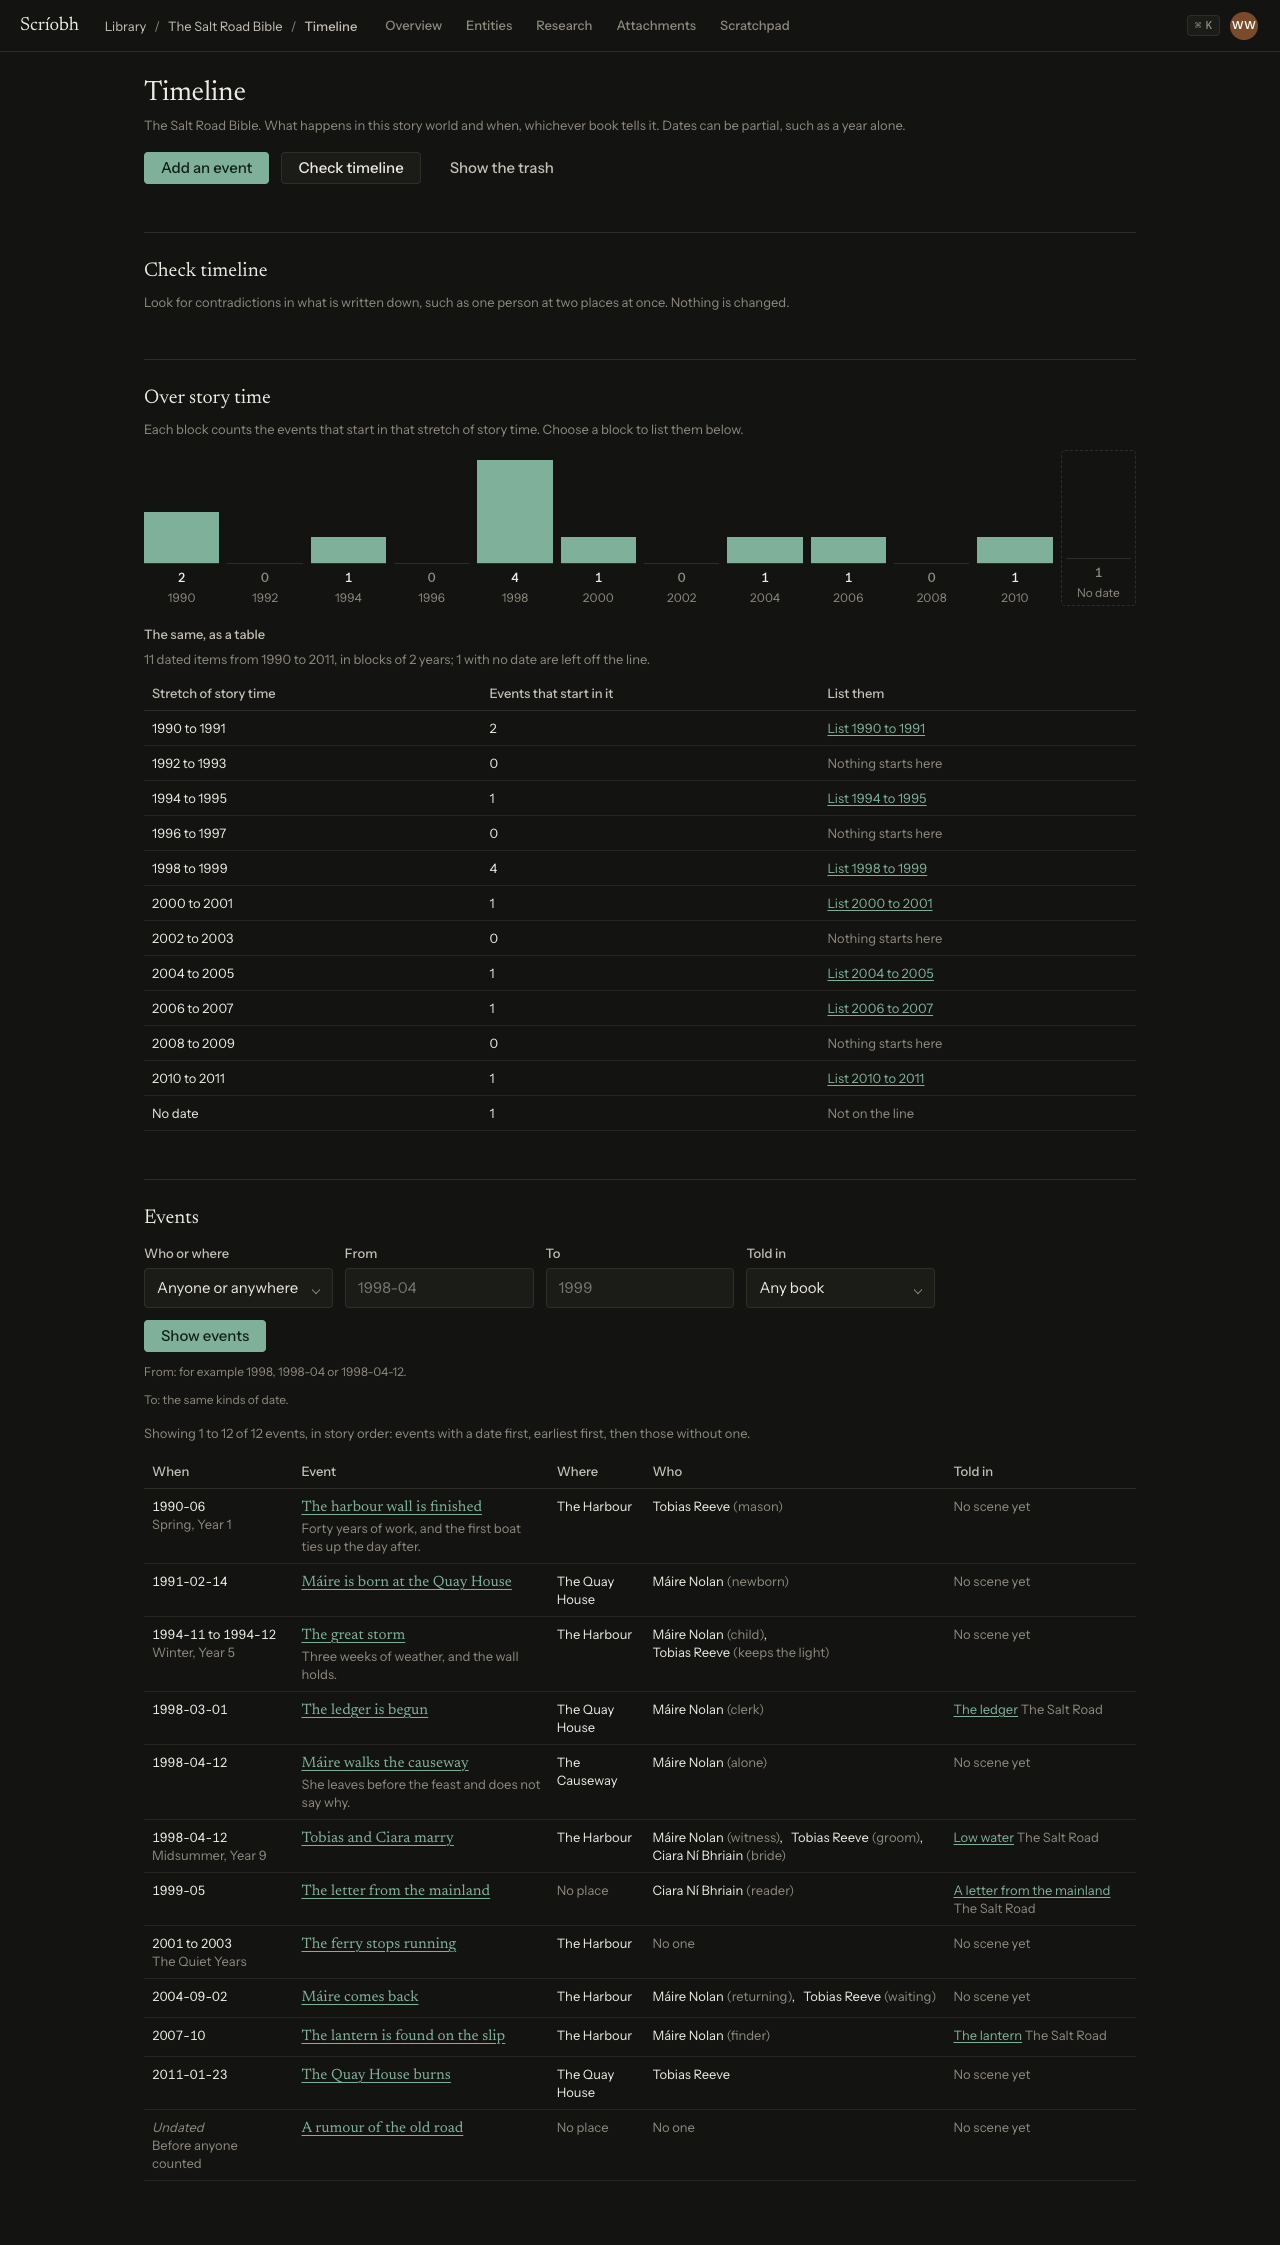 Scríobh Library / The Salt Road Bible / Timeline Overview Entities Research Attachments Scratchpad ⌘ K WW
Timeline
The Salt Road Bible. What happens in this story world and when, whichever book tells it. Dates can be partial, such as a year alone.
Add an event Check timeline Show the trash
Check timeline
Look for contradictions in what is written down, such as one person at two places at once. Nothing is changed.
Over story time
Each block counts the events that start in that stretch of story time. Choose a block to list them below.
2 0 1 0 4 1 0 1 1 0 1 1
1990 1992 1994 1996 1998 2000 2002 2004 2006 2008 2010 No date
The same, as a table
11 dated items from 1990 to 2011, in blocks of 2 years; 1 with no date are left off the line.
Stretch of story time Events that start in it List them
1990 to 1991 2 List 1990 to 1991
1992 to 1993 0 Nothing starts here
1994 to 1995 1 List 1994 to 1995
1996 to 1997 0 Nothing starts here
1998 to 1999 4 List 1998 to 1999
2000 to 2001 1 List 2000 to 2001
2002 to 2003 0 Nothing starts here
2004 to 2005 1 List 2004 to 2005
2006 to 2007 1 List 2006 to 2007
2008 to 2009 0 Nothing starts here
2010 to 2011 1 List 2010 to 2011
No date 1 Not on the line
Events
Who or where From To Told in
Anyone or anywhere 1998-04 1999 Any book
Show events
From: for example 1998, 1998-04 or 1998-04-12.
To: the same kinds of date.
Showing 1 to 12 of 12 events, in story order: events with a date first, earliest first, then those without one.
When Event Where Who Told in
1990-06 The harbour wall is finished The Harbour Tobias Reeve (mason) No scene yet
Spring, Year 1
Forty years of work, and the first boat
ties up the day after.
1991-02-14 Máire is born at the Quay House The Quay Máire Nolan (newborn) No scene yet
House
1994-11 to 1994-12 The great storm The Harbour Máire Nolan (child), No scene yet
Winter, Year 5 Tobias Reeve (keeps the light)
Three weeks of weather, and the wall
holds.
1998-03-01 The ledger is begun The Quay Máire Nolan (clerk) The ledger The Salt Road
House
1998-04-12 Máire walks the causeway The Máire Nolan (alone) No scene yet
Causeway
She leaves before the feast and does not
say why.
1998-04-12 Tobias and Ciara marry The Harbour Máire Nolan (witness), Tobias Reeve (groom), Low water The Salt Road
Midsummer, Year 9 Ciara Ní Bhriain (bride)
1999-05 The letter from the mainland No place Ciara Ní Bhriain (reader) A letter from the mainland
The Salt Road
2001 to 2003 The ferry stops running The Harbour No one No scene yet
The Quiet Years
2004-09-02 Máire comes back The Harbour Máire Nolan (returning), Tobias Reeve (waiting) No scene yet
2007-10 The lantern is found on the slip The Harbour Máire Nolan (finder) The lantern The Salt Road
2011-01-23 The Quay House burns The Quay Tobias Reeve No scene yet
House
Undated A rumour of the old road No place No one No scene yet
Before anyone
counted